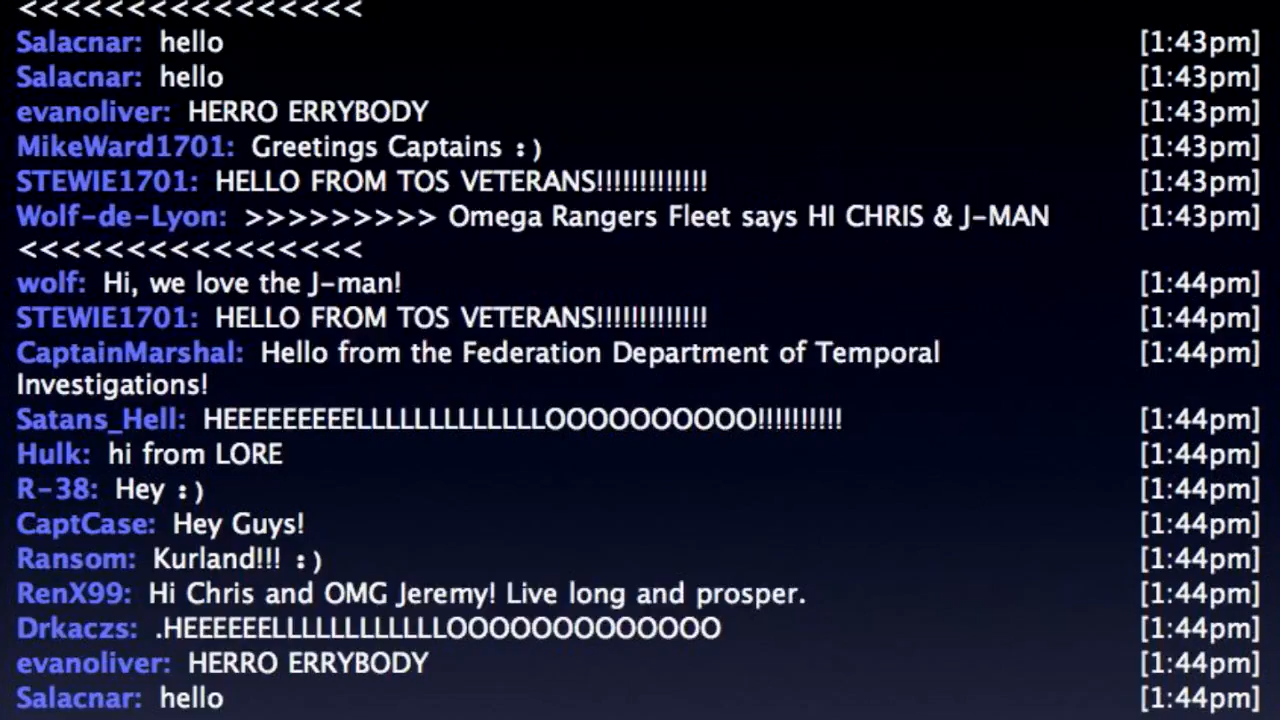 <<<<<<<<<<<<<<<<
Salacnar: hello [1:43pm]
Salacnar: hello [1:43pm]
evanoliver: HERRO ERRYBODY [1:43pm]
MikeWard1701: Greetings Captains :) [1:43pm]
STEWIE1701: HELLO FROM TOS VETERANS!!!!!!!!!!!!! [1:43pm]
Wolf-de-Lyon: >>>>>>>>> Omega Rangers Fleet says HI CHRIS & J-MAN [1:43pm]
<<<<<<<<<<<<<<<<
wolf: Hi, we love the J-man! [1:44pm]
STEWIE1701: HELLO FROM TOS VETERANS!!!!!!!!!!!!! [1:44pm]
CaptainMarshal: Hello from the Federation Department of Temporal [1:44pm]
Investigations!
Satans_Hell: HEEEEEEEEELLLLLLLLLLLLLOOOOOOOOOO!!!!!!!!!! [1:44pm]
Hulk: hi from LORE [1:44pm]
R-38: Hey :) [1:44pm]
CaptCase: Hey Guys! [1:44pm]
Ransom: Kurland!!! :) [1:44pm]
RenX99: Hi Chris and OMG Jeremy! Live long and prosper. [1:44pm]
Drkaczs: .HEEEEEELLLLLLLLLLLLOOOOOOOOOOOOO [1:44pm]
evanoliver: HERRO ERRYBODY [1:44pm]
Salacnar: hello [1:44pm]